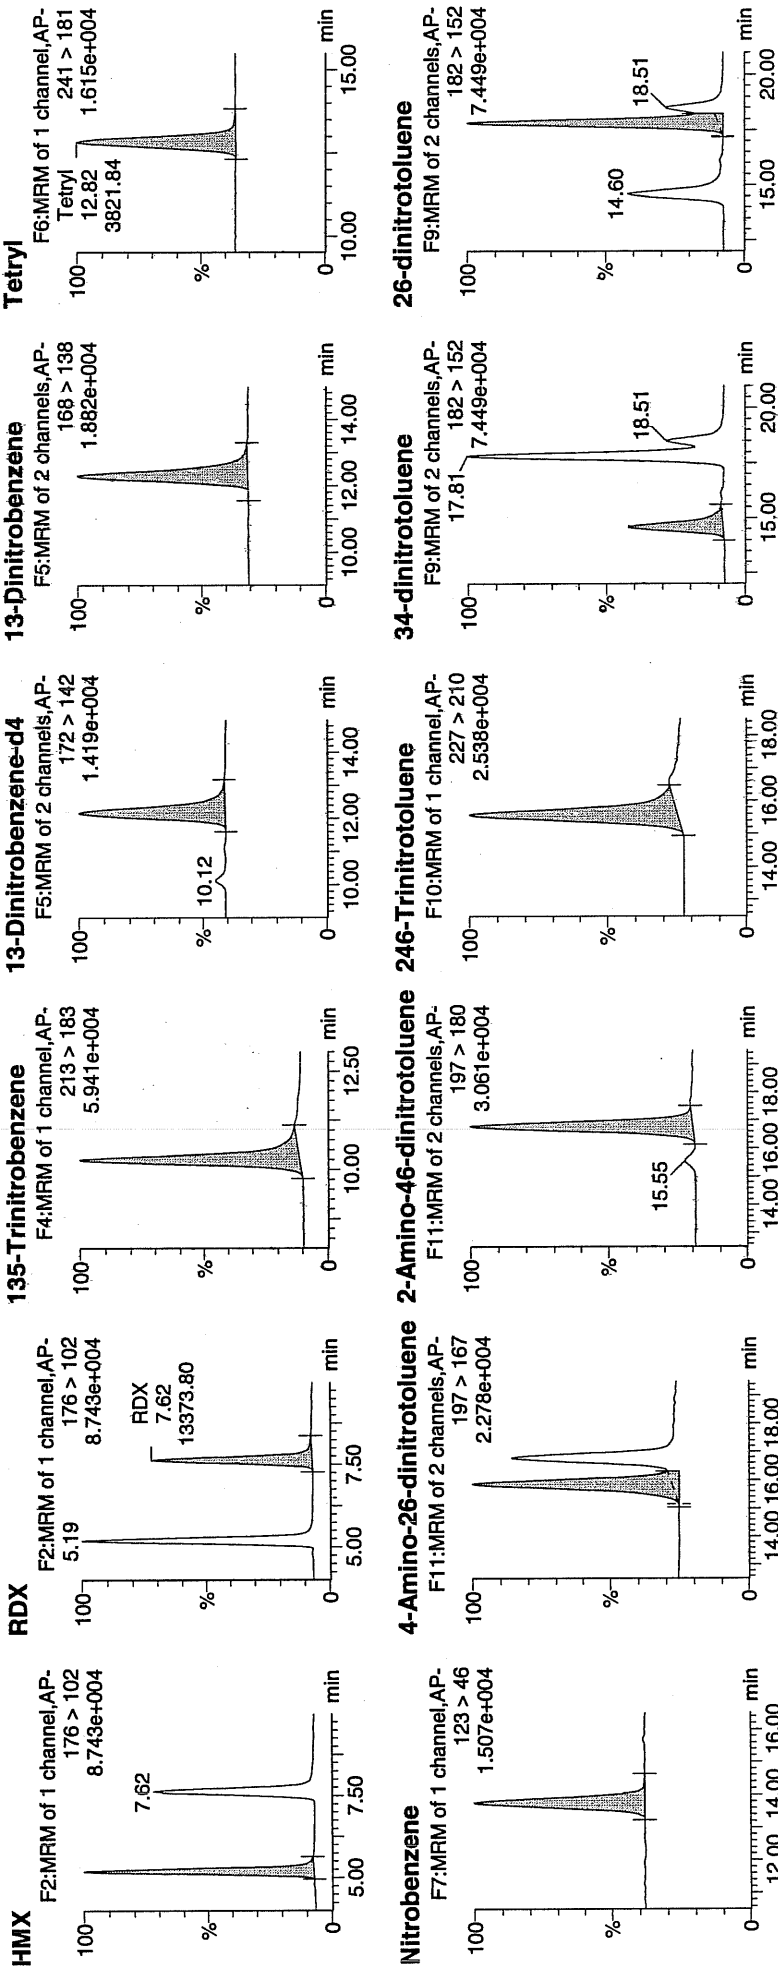 HMX
F2:MRM of 1 channel,AP-
176 > 102
8.743e+004
100
7.62
%
0
5.00
7.50
min
RDX
F2:MRM of 1 channel,AP-
176 > 102
8.743e+004
100
5.19
RDX
7.62
13373.80
%
0
5.00
7.50
min
135-Trinitrobenzene
F4:MRM of 1 channel,AP-
213 > 183
5.941e+004
100
%
0
10.00
12.50
min
13-Dinitrobenzene-d4
F5:MRM of 2 channels,AP-
172 > 142
1.419e+004
100
10.12
%
0
10.00
12.00
14.00
min
13-Dinitrobenzene
F5:MRM of 2 channels,AP-
168 > 138
1.882e+004
100
%
0
10.00
12.00
14.00
min
Tetryl
F6:MRM of 1 channel,AP-
241 > 181
1.615e+004
100
Tetryl
12.82
3821.84
%
0
10.00
15.00
min
Nitrobenzene
F7:MRM of 1 channel,AP-
123 > 46
1.507e+004
100
%
0
12.00
14.00
16.00
min
4-Amino-26-dinitrotoluene
F11:MRM of 2 channels,AP-
197 > 167
2.278e+004
100
%
0
14.00
16.00
18.00
min
2-Amino-46-dinitrotoluene
F11:MRM of 2 channels,AP-
197 > 180
3.061e+004
100
15.55
%
0
14.00
16.00
18.00
min
246-Trinitrotoluene
F10:MRM of 1 channel,AP-
227 > 210
2.538e+004
100
%
0
14.00
16.00
18.00
min
34-dinitrotoluene
F9:MRM of 2 channels,AP-
182 > 152
7.449e+004
100
17.81
18.51
%
0
15.00
20.00
min
26-dinitrotoluene
F9:MRM of 2 channels,AP-
182 > 152
7.449e+004
100
14.60
18.51
%
0
15.00
20.00
min